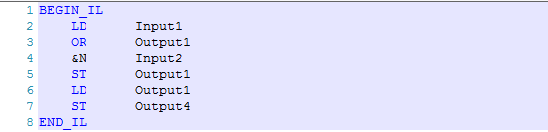 1 BEGIN_IL
2 LD Input1
3 OR Output1
4 &N Input2
5 ST Output1
6 LD Output1
7 ST Output4
8 END_IL